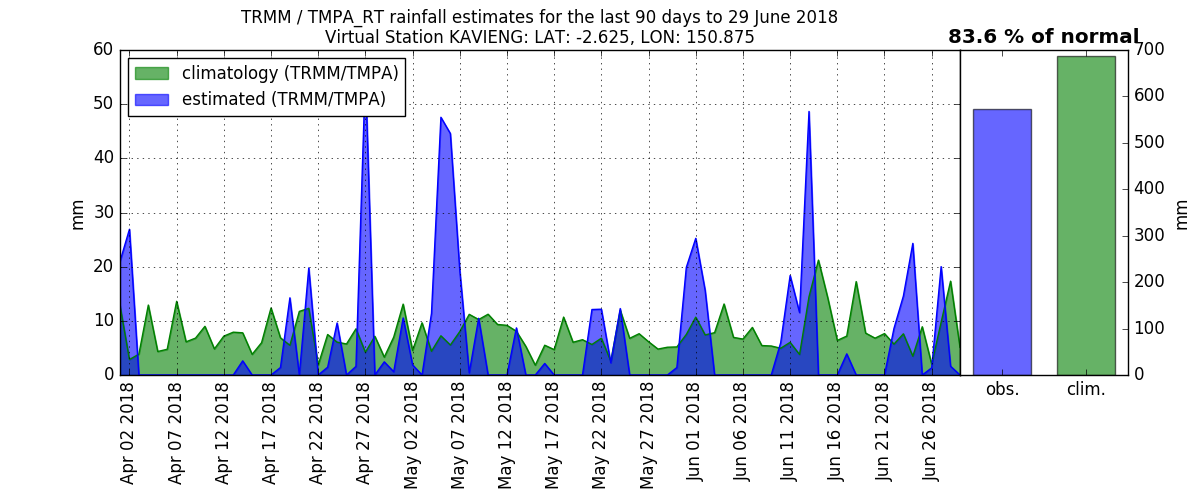 TRMM / TMPA_RT rainfall estimates for the last 90 days to 29 June 2018
Virtual Station KAVIENG: LAT: -2.625, LON: 150.875
83.6 % of normal
climatology (TRMM/TMPA)
estimated (TRMM/TMPA)
60
50
40
30
20
10
0
mm
Apr 02 2018
Apr 07 2018
Apr 12 2018
Apr 17 2018
Apr 22 2018
Apr 27 2018
May 02 2018
May 07 2018
May 12 2018
May 17 2018
May 22 2018
May 27 2018
Jun 01 2018
Jun 06 2018
Jun 11 2018
Jun 16 2018
Jun 21 2018
Jun 26 2018
700
600
500
400
300
200
100
0
mm
obs.
clim.